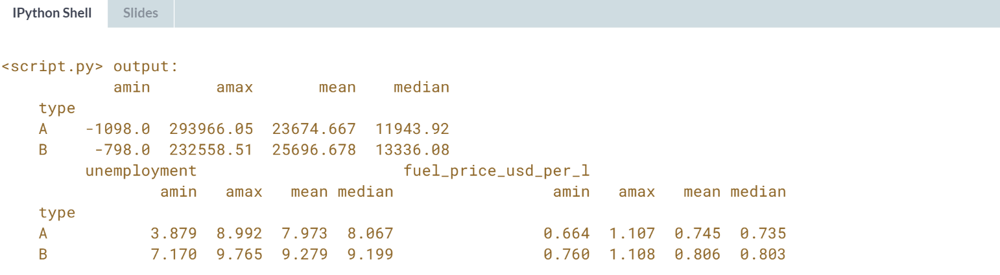 IPython Shell Slides
<script.py> output:
amin amax mean median
type
A -1098.0 293966.05 23674.667 11943.92
B -798.0 232558.51 25696.678 13336.08
unemployment fuel_price_usd_per_l
amin amax mean median amin amax mean median
type
A 3.879 8.992 7.973 8.067 0.664 1.107 0.745 0.735
B 7.170 9.765 9.279 9.199 0.760 1.108 0.806 0.803